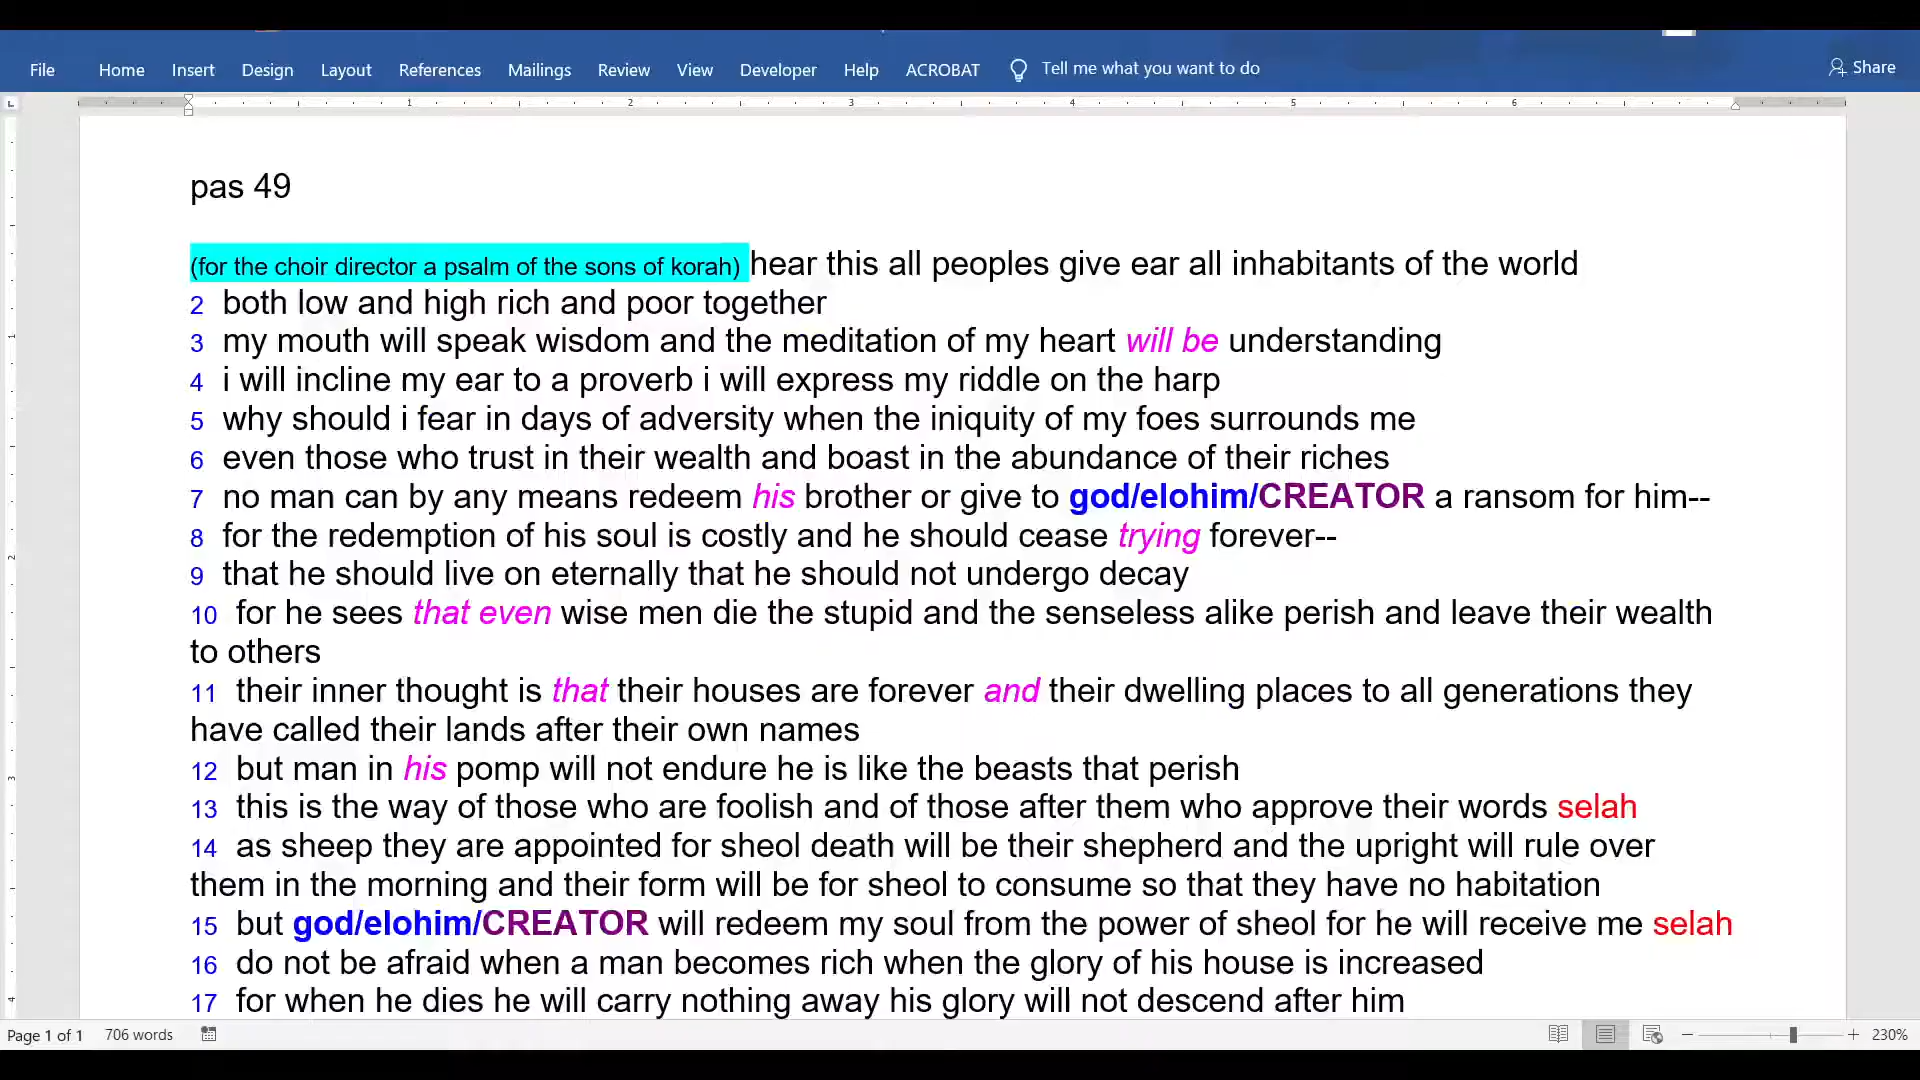 File Home Insert Design Layout References Mailings Review View Developer Help ACROBAT Tell me what you want to do Share
1 2 3 4 5 6
pas 49
(for the choir director a psalm of the sons of korah) hear this all peoples give ear all inhabitants of the world
2 both low and high rich and poor together
3 my mouth will speak wisdom and the meditation of my heart will be understanding
4 i will incline my ear to a proverb i will express my riddle on the harp
5 why should i fear in days of adversity when the iniquity of my foes surrounds me
6 even those who trust in their wealth and boast in the abundance of their riches
7 no man can by any means redeem his brother or give to god/elohim/CREATOR a ransom for him--
8 for the redemption of his soul is costly and he should cease trying forever--
9 that he should live on eternally that he should not undergo decay
10 for he sees that even wise men die the stupid and the senseless alike perish and leave their wealth
to others
11 their inner thought is that their houses are forever and their dwelling places to all generations they
have called their lands after their own names
12 but man in his pomp will not endure he is like the beasts that perish
13 this is the way of those who are foolish and of those after them who approve their words selah
14 as sheep they are appointed for sheol death will be their shepherd and the upright will rule over
them in the morning and their form will be for sheol to consume so that they have no habitation
15 but god/elohim/CREATOR will redeem my soul from the power of sheol for he will receive me selah
16 do not be afraid when a man becomes rich when the glory of his house is increased
17 for when he dies he will carry nothing away his glory will not descend after him
Page 1 of 1 706 words 230%